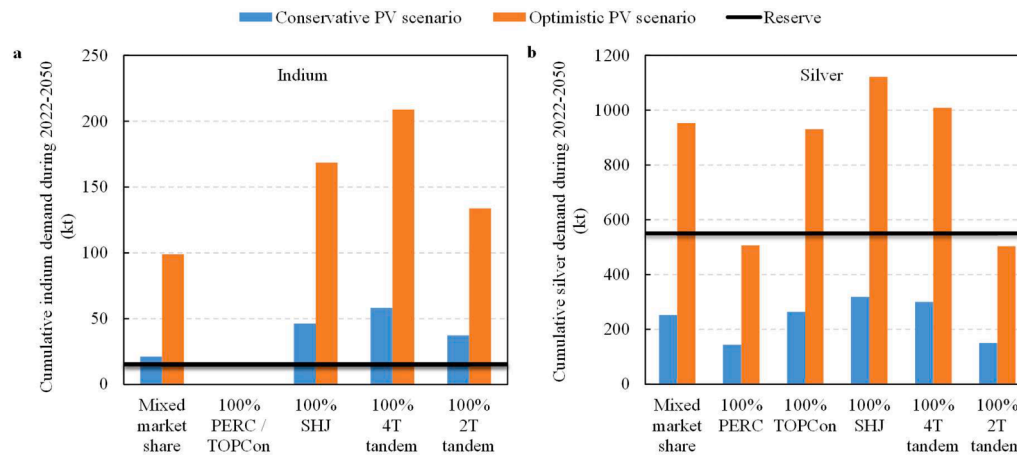 Conservative PV scenario Optimistic PV scenario Reserve
a
Indium
Cumulative indium demand during 2022-2050
(kt)
250
200
150
100
50
0
Mixed
market
share
100%
PERC /
TOPCon
100%
SHJ
100%
4T
tandem
100%
2T
tandem
b
Silver
Cumulative silver demand during 2022-2050
(kt)
1200
1000
800
600
400
200
0
Mixed
market
share
100%
PERC
100%
TOPCon
100%
SHJ
100%
4T
tandem
100%
2T
tandem